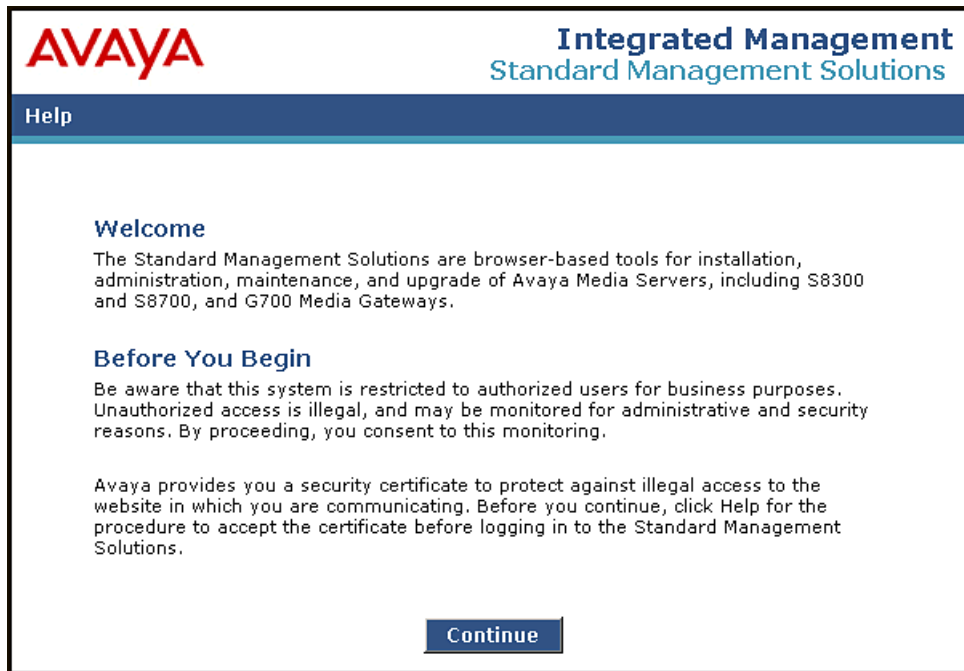 AVAYA
Integrated Management
Standard Management Solutions
Help
Welcome
The Standard Management Solutions are browser-based tools for installation,
administration, maintenance, and upgrade of Avaya Media Servers, including S8300
and S8700, and G700 Media Gateways.
Before You Begin
Be aware that this system is restricted to authorized users for business purposes.
Unauthorized access is illegal, and may be monitored for administrative and security
reasons. By proceeding, you consent to this monitoring.
Avaya provides you a security certificate to protect against illegal access to the
website in which you are communicating. Before you continue, click Help for the
procedure to accept the certificate before logging in to the Standard Management
Solutions.
Continue